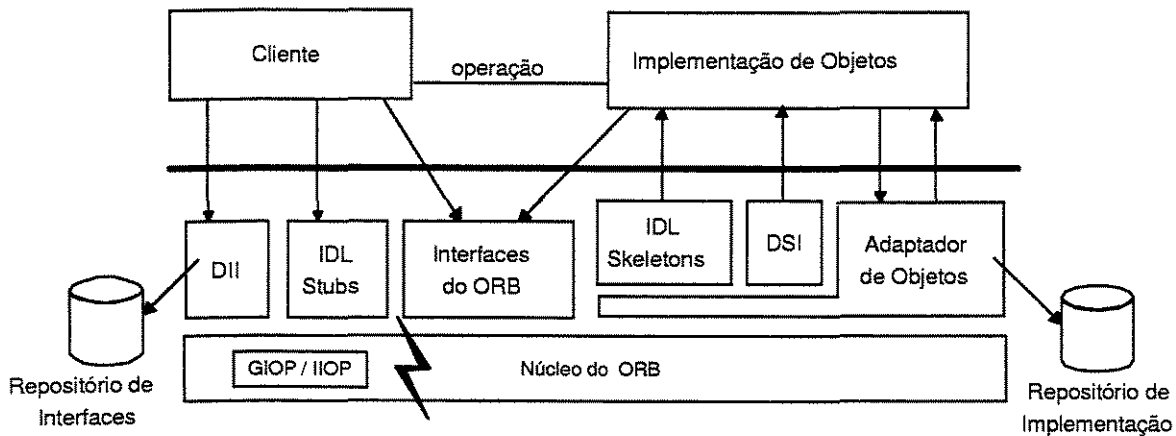 Cliente
operação
Implementação de Objetos
DII
IDL
Stubs
Interfaces
do ORB
IDL
Skeletons
DSI
Adaptador
de Objetos
GIOP / IIOP
Núcleo do ORB
Repositório de
Interfaces
Repositório de
Implementação